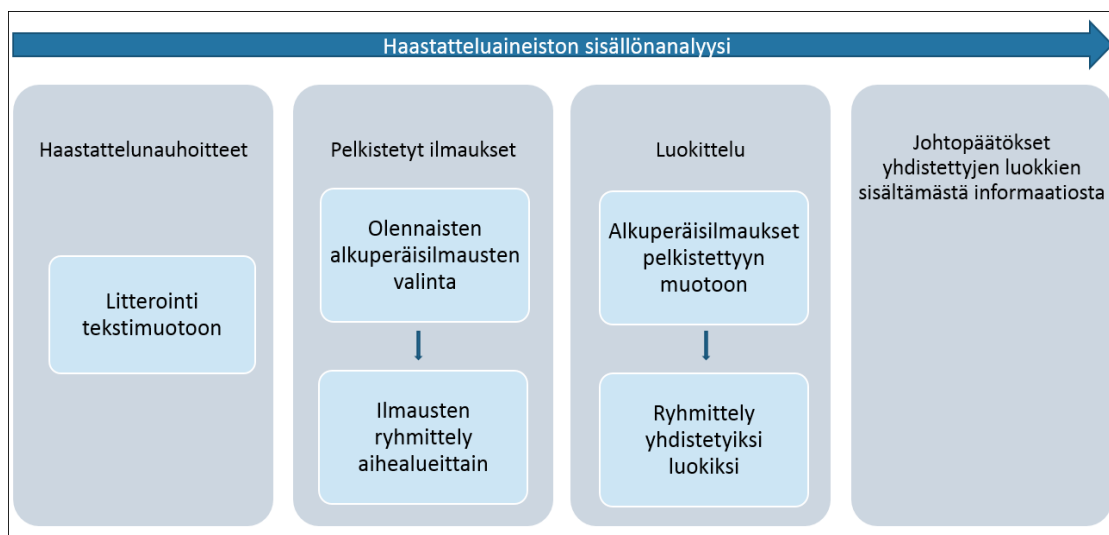 Haastatteluaineiston sisällönanalyysi
Haastattelunauhoitteet
Litterointi
tekstimuotoon
Pelkistetyt ilmaukset
Olennaisten
alkuperäisilmausten
valinta
Ilmausten
ryhmittely
aihealueittain
Luokittelu
Alkuperäisilmaukset
pelkistettyyn
muotoon
Ryhmittely
yhdistetyiksi
luokiksi
Johtopäätökset
yhdistettyjen luokkien
sisältämästä informaatiosta